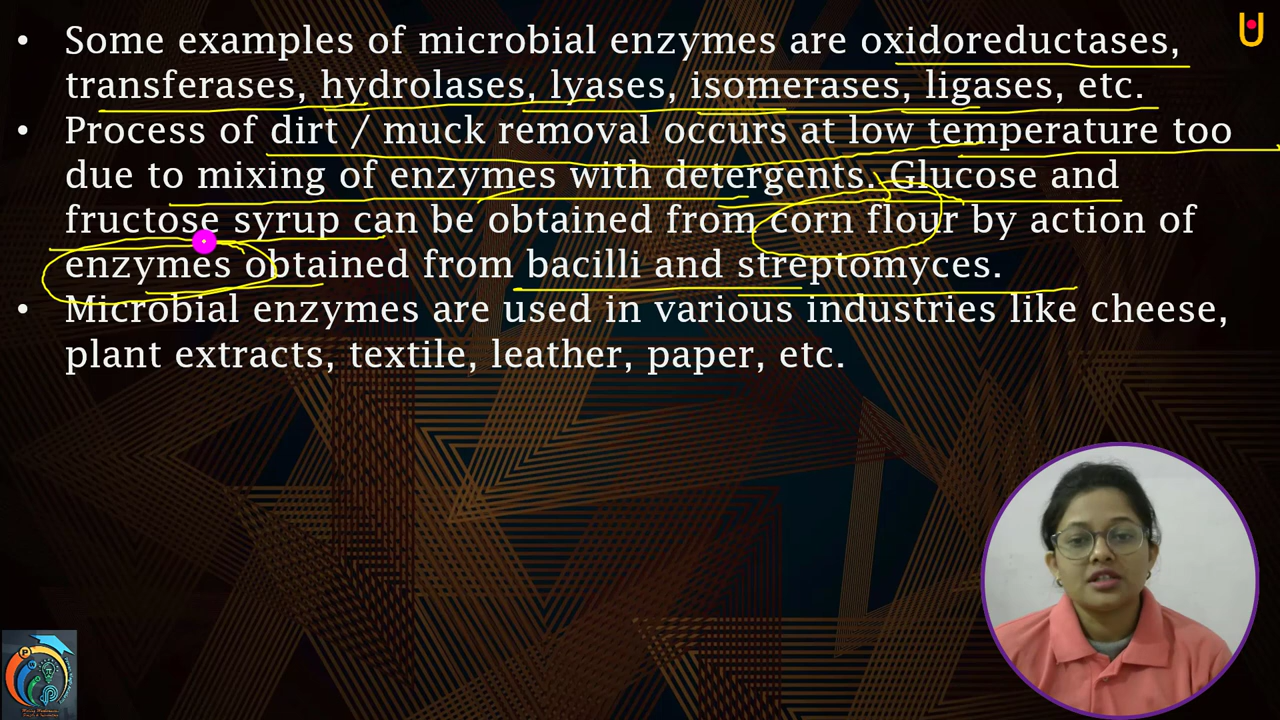 • Some examples of microbial enzymes are oxidoreductases,
transferases, hydrolases, lyases, isomerases, ligases, etc.
• Process of dirt / muck removal occurs at low temperature too
due to mixing of enzymes with detergents. Glucose and
fructose syrup can be obtained from corn flour by action of
enzymes obtained from bacilli and streptomyces.
• Microbial enzymes are used in various industries like cheese,
plant extracts, textile, leather, paper, etc.